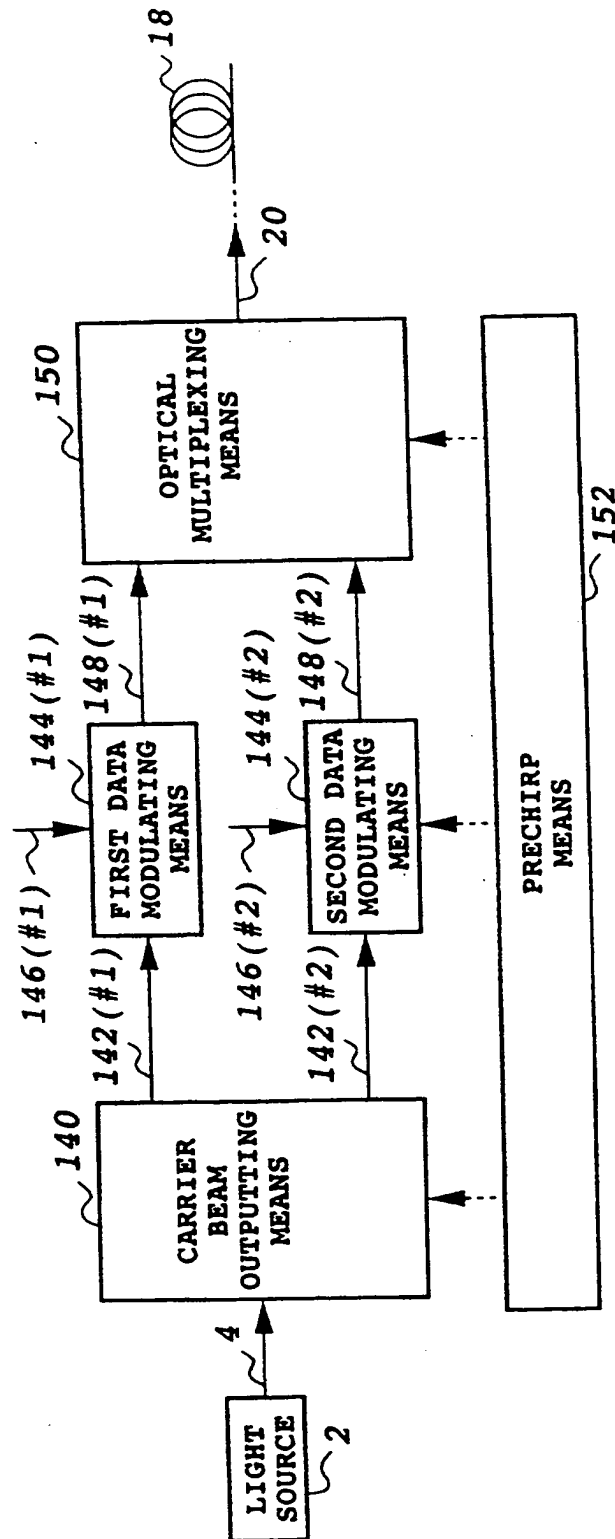 LIGHT
SOURCE
2
4
140
CARRIER
BEAM
OUTPUTTING
MEANS
142(#1)
142(#2)
146(#1)
144(#1)
FIRST DATA
MODULATING
MEANS
148(#1)
146(#2)
144(#2)
SECOND DATA
MODULATING
MEANS
148(#2)
150
OPTICAL
MULTIPLEXING
MEANS
20
18
PRECHIRP
MEANS
152